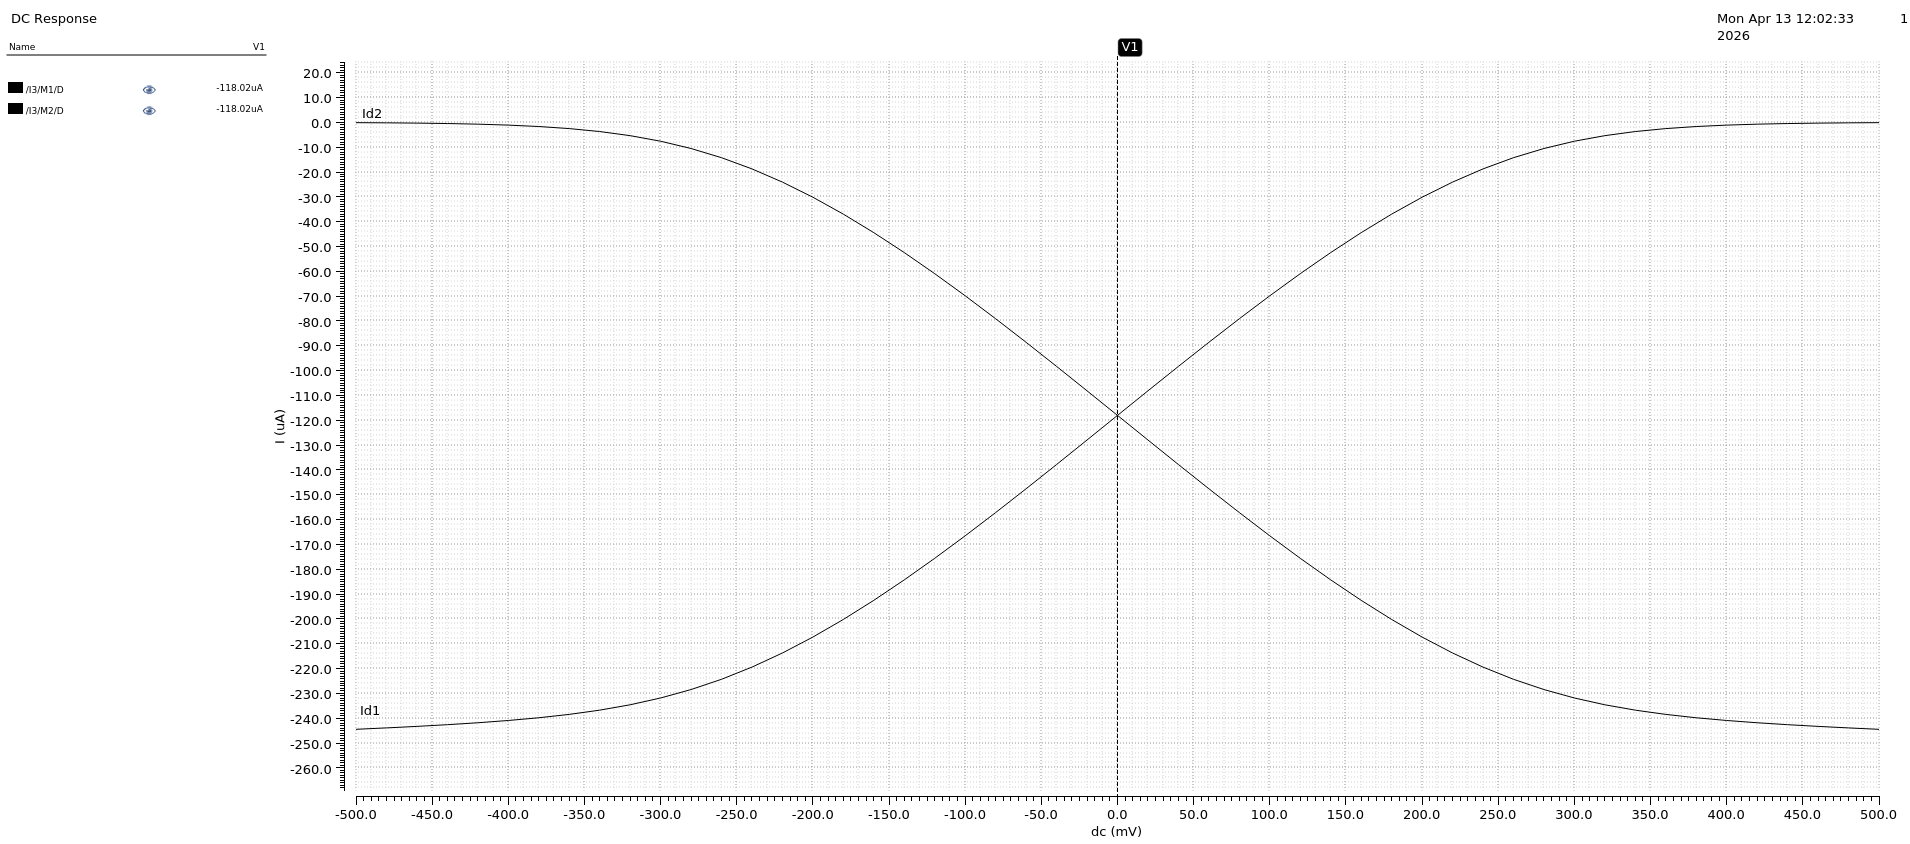 DC Response
Mon Apr 13 12:02:33 1
2026
Name V1
/I3/M1/D -118.02uA
/I3/M2/D -118.02uA
V1
20.0
10.0
0.0
-10.0
-20.0
-30.0
-40.0
-50.0
-60.0
-70.0
-80.0
-90.0
-100.0
-110.0
-120.0
-130.0
-140.0
-150.0
-160.0
-170.0
-180.0
-190.0
-200.0
-210.0
-220.0
-230.0
-240.0
-250.0
-260.0
I (uA)
Id2
Id1
-500.0 -450.0 -400.0 -350.0 -300.0 -250.0 -200.0 -150.0 -100.0 -50.0 0.0 50.0 100.0 150.0 200.0 250.0 300.0 350.0 400.0 450.0 500.0
dc (mV)